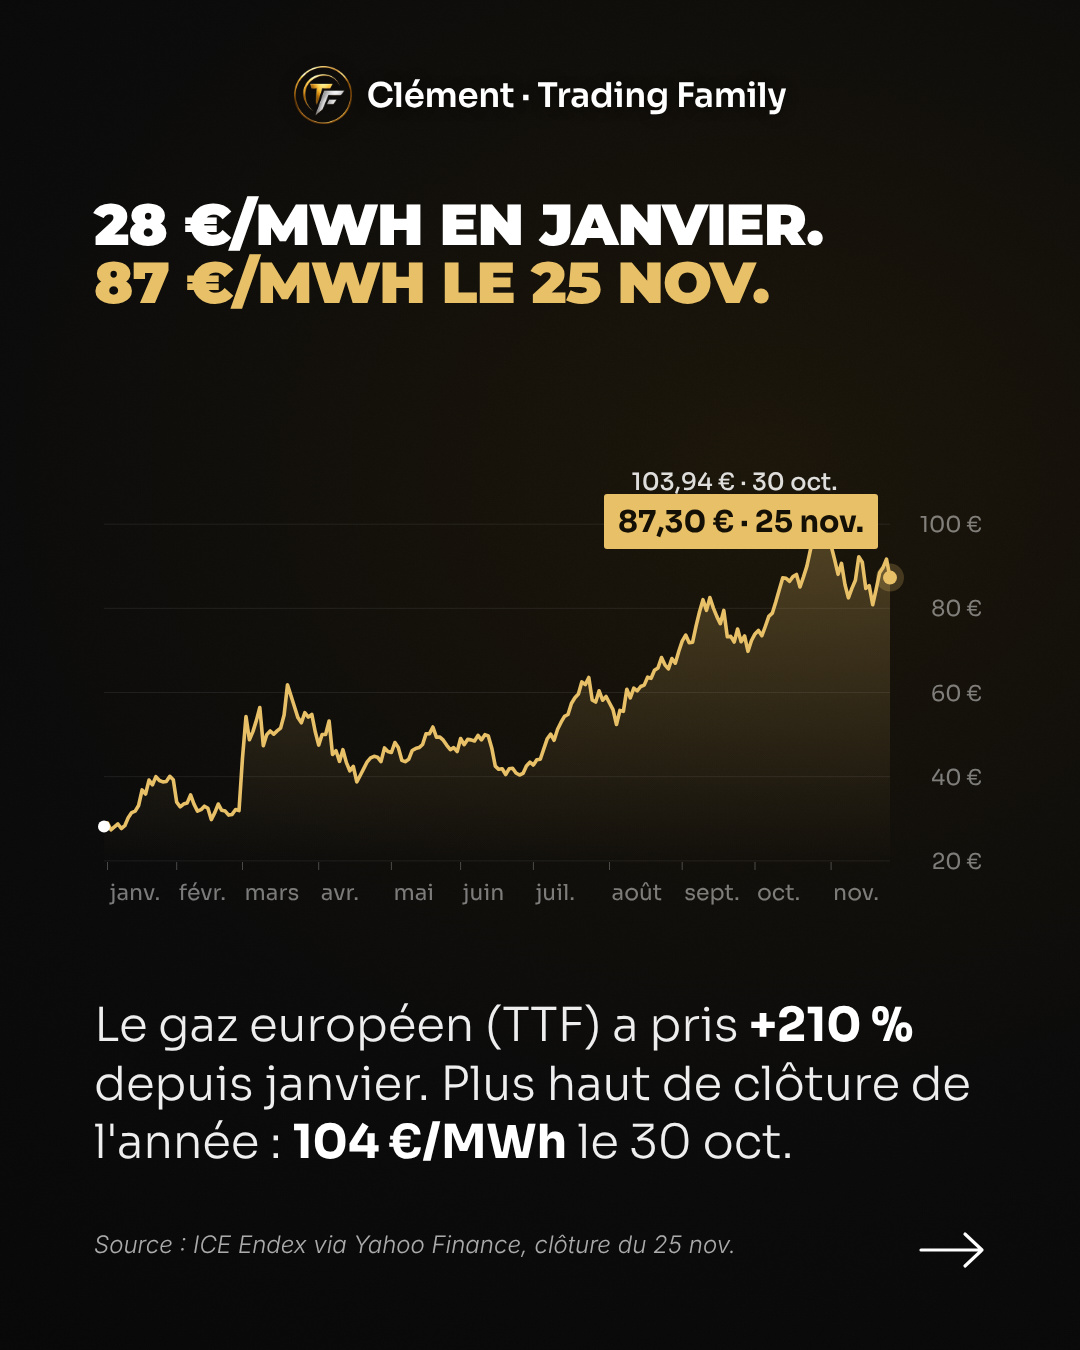 TF
Clément · Trading Family
28 €/MWH EN JANVIER.
87 €/MWH LE 25 NOV.
103,94 € · 30 oct.
87,30 € · 25 nov.
100 €
80 €
60 €
40 €
20 €
janv. févr. mars avr. mai juin juil. août sept. oct. nov.
Le gaz européen (TTF) a pris +210 %
depuis janvier. Plus haut de clôture de
l'année : 104 €/MWh le 30 oct.
Source : ICE Endex via Yahoo Finance, clôture du 25 nov.